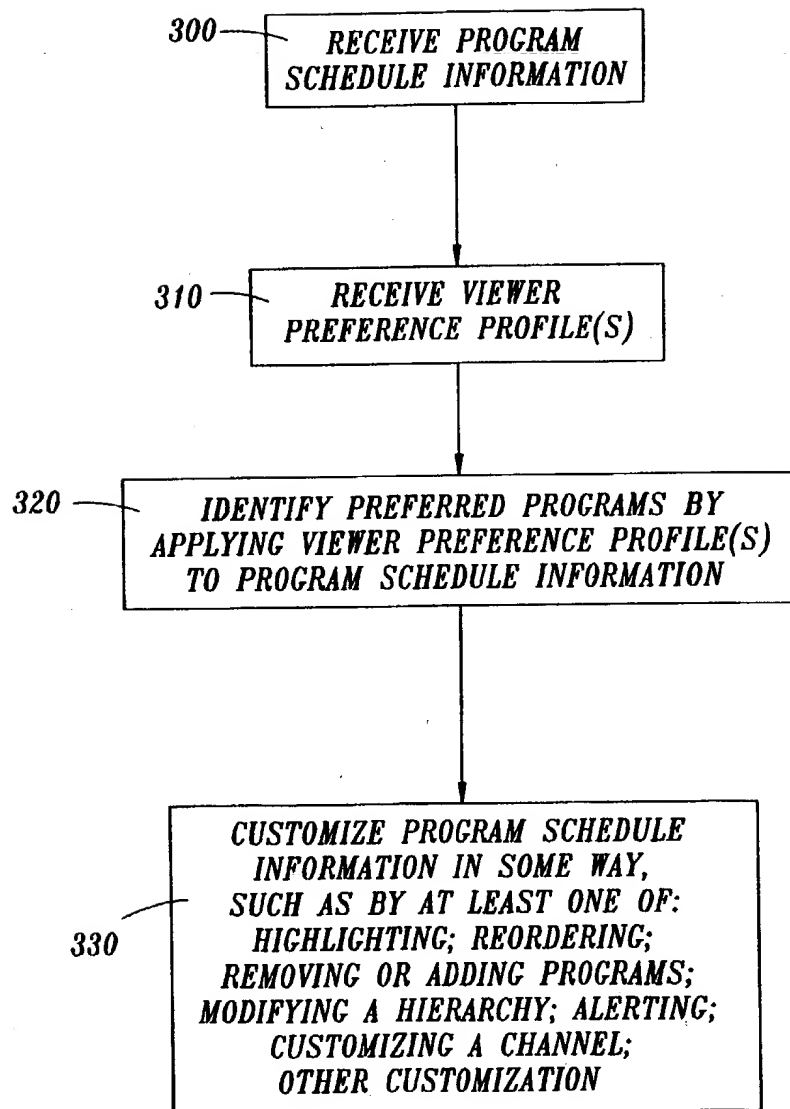 300
RECEIVE PROGRAM
SCHEDULE INFORMATION
310
RECEIVE VIEWER
PREFERENCE PROFILE(S)
320
IDENTIFY PREFERRED PROGRAMS BY
APPLYING VIEWER PREFERENCE PROFILE(S)
TO PROGRAM SCHEDULE INFORMATION
330
CUSTOMIZE PROGRAM SCHEDULE
INFORMATION IN SOME WAY,
SUCH AS BY AT LEAST ONE OF:
HIGHLIGHTING; REORDERING;
REMOVING OR ADDING PROGRAMS;
MODIFYING A HIERARCHY; ALERTING;
CUSTOMIZING A CHANNEL;
OTHER CUSTOMIZATION